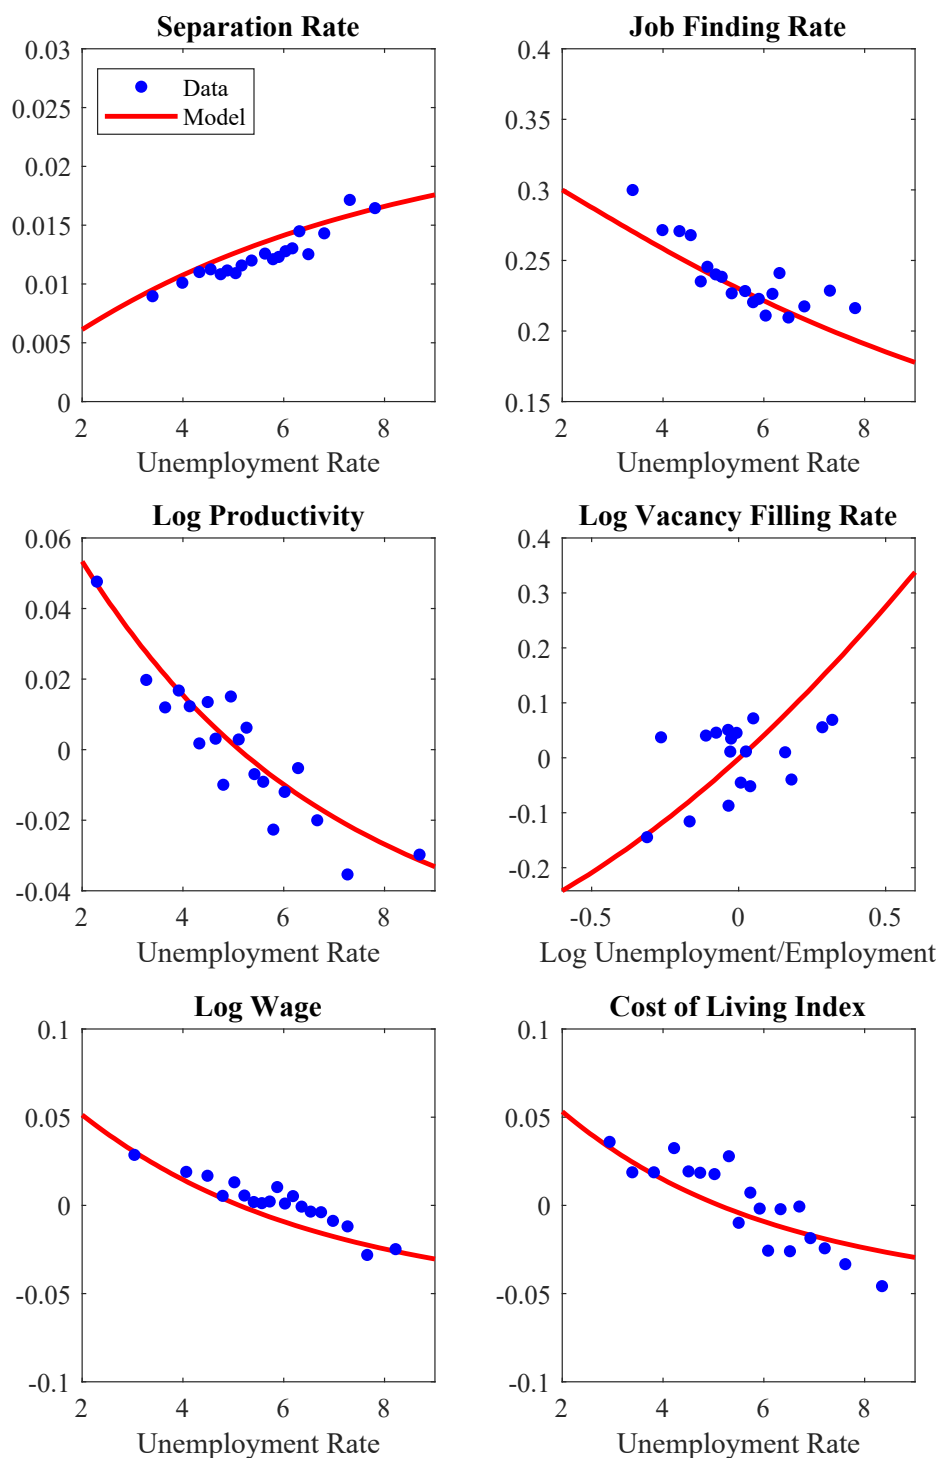 Separation Rate
0.03
0.025
0.02
0.015
0.01
0.005
0
Data
Model
2 4 6 8
Unemployment Rate
Job Finding Rate
0.4
0.35
0.3
0.25
0.2
0.15
2 4 6 8
Unemployment Rate
Log Productivity
0.06
0.04
0.02
0
-0.02
-0.04
2 4 6 8
Unemployment Rate
Log Vacancy Filling Rate
0.4
0.3
0.2
0.1
0
-0.1
-0.2
-0.5 0 0.5
Log Unemployment/Employment
Log Wage
0.1
0.05
0
-0.05
-0.1
2 4 6 8
Unemployment Rate
Cost of Living Index
0.1
0.05
0
-0.05
-0.1
2 4 6 8
Unemployment Rate